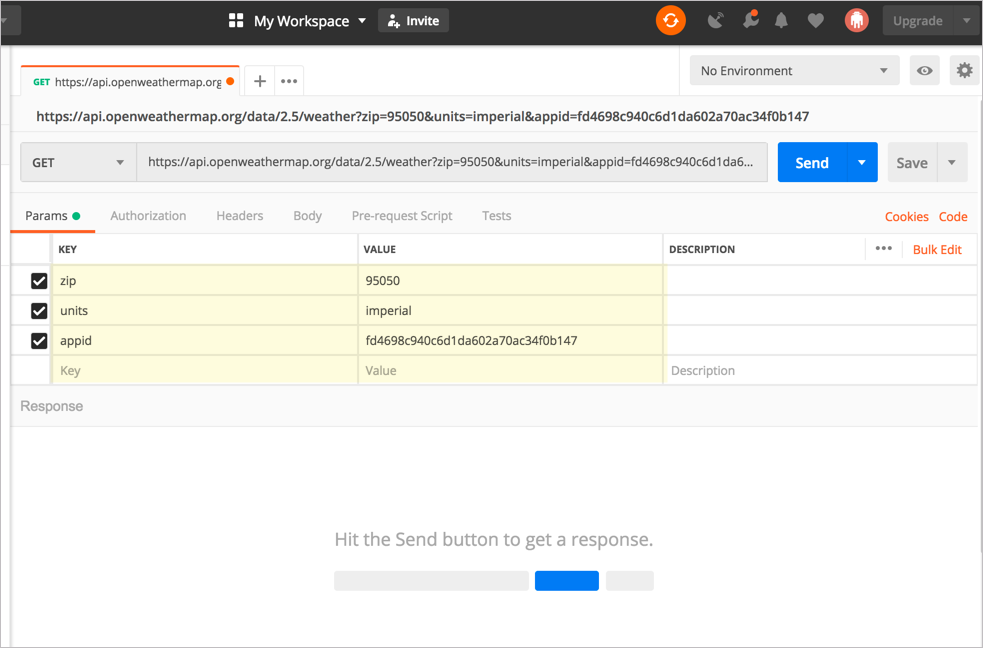 My Workspace Invite Upgrade
GET https://api.openweathermap.org No Environment
https://api.openweathermap.org/data/2.5/weather?zip=95050&units=imperial&appid=fd4698c940c6d1da602a70ac34f0b147
GET https://api.openweathermap.org/data/2.5/weather?zip=95050&units=imperial&appid=fd4698c940c6d1da6... Send Save
Params Authorization Headers Body Pre-request Script Tests Cookies Code
KEY VALUE DESCRIPTION Bulk Edit
zip 95050
units imperial
appid fd4698c940c6d1da602a70ac34f0b147
Key Value Description
Response
Hit the Send button to get a response.